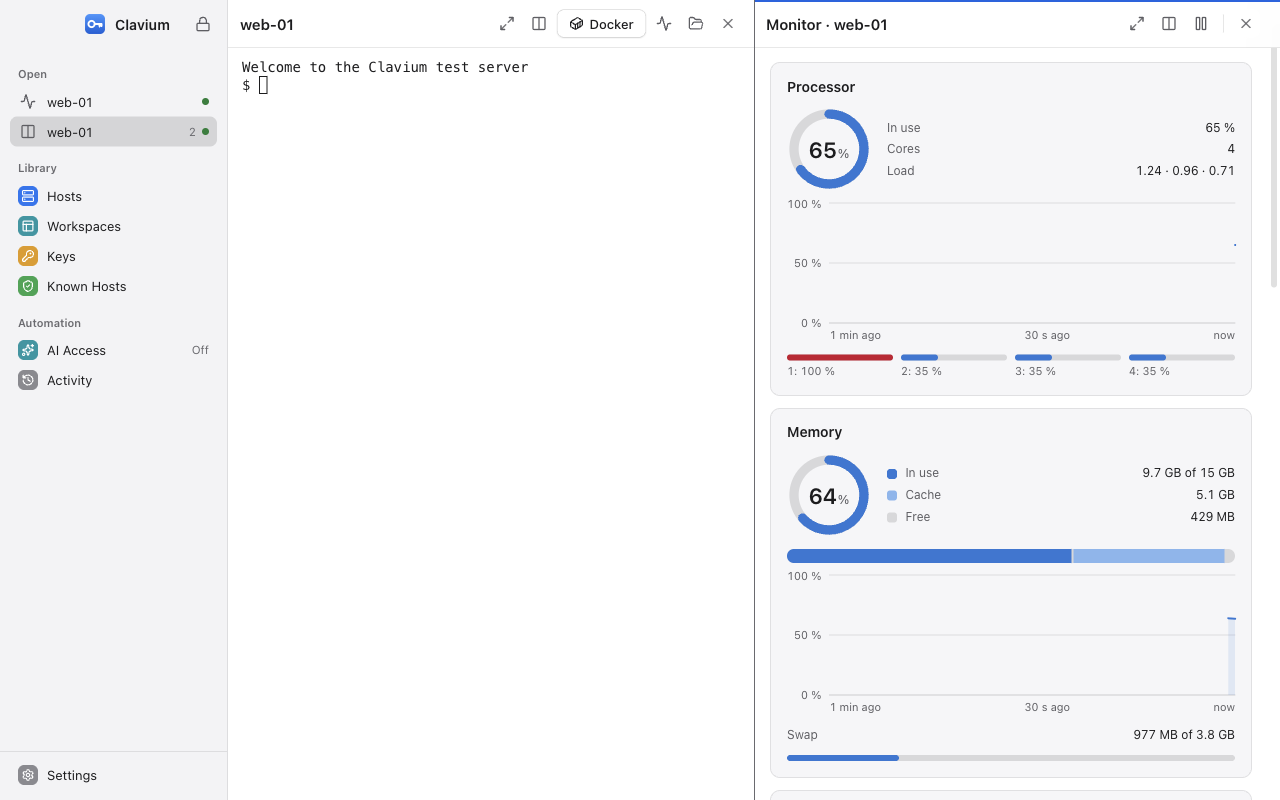 Clavium
Open
web-01
web-01 2
Library
Hosts
Workspaces
Keys
Known Hosts
Automation
AI Access Off
Activity
Settings
web-01 Docker
Welcome to the Clavium test server
$
Monitor · web-01
Processor
65%
In use 65 %
Cores 4
Load 1.24 · 0.96 · 0.71
100 %
50 %
0 %
1 min ago 30 s ago now
1: 100 % 2: 35 % 3: 35 % 4: 35 %
Memory
64%
In use 9.7 GB of 15 GB
Cache 5.1 GB
Free 429 MB
100 %
50 %
0 %
1 min ago 30 s ago now
Swap 977 MB of 3.8 GB